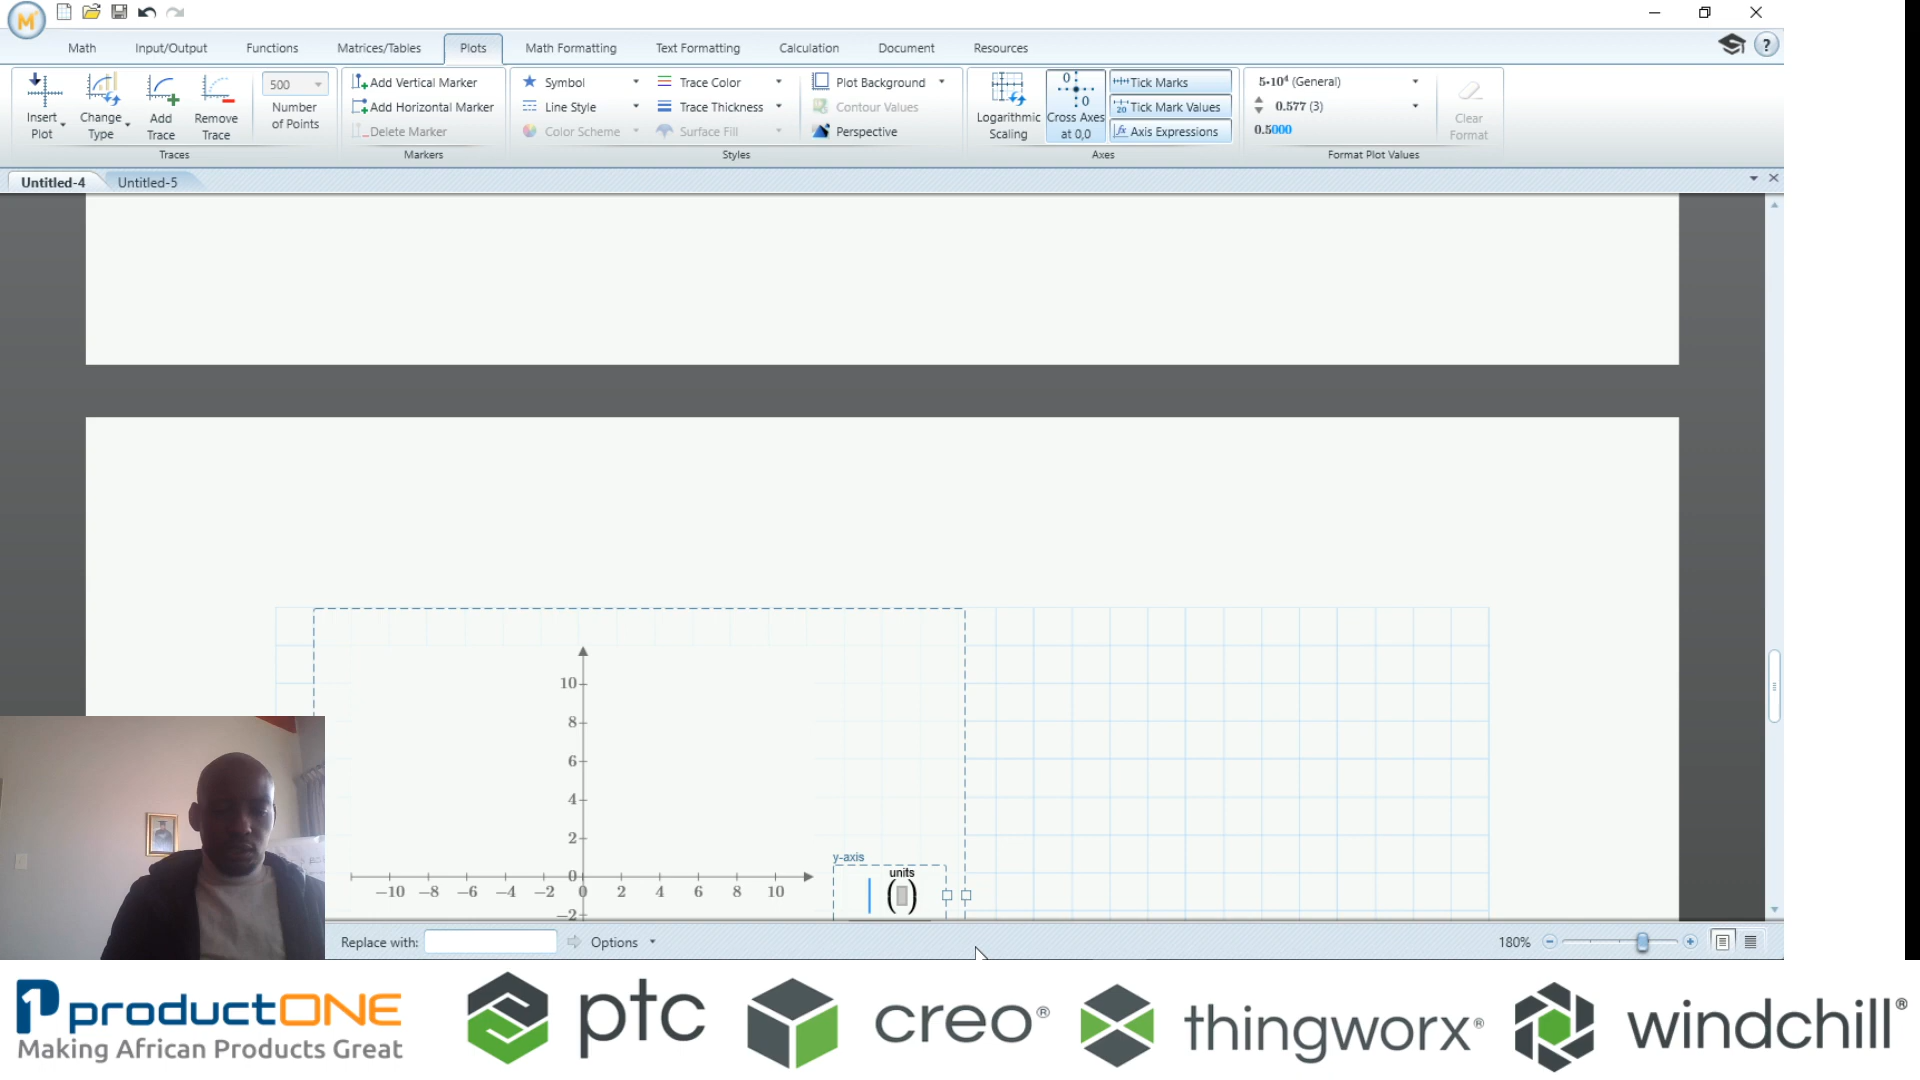 Math Input/Output Functions Matrices/Tables Plots Math Formatting Text Formatting Calculation Document Resources
Insert Plot
Change Type
Add Trace
Remove Trace
500
Number of Points
Traces
Add Vertical Marker
Add Horizontal Marker
Delete Marker
Markers
Symbol
Line Style
Color Scheme
Trace Color
Trace Thickness
Surface Fill
Plot Background
Contour Values
Perspective
Styles
Logarithmic Scaling
Cross Axes at 0,0
Tick Marks
Tick Mark Values
Axis Expressions
Axes
5•10⁴ (General)
0.577 (3)
0.5000
Format Plot Values
Clear Format
Untitled-4 Untitled-5
10
8
6
4
2
0
−10 −8 −6 −4 −2 0 2 4 6 8 10
−2
y-axis
units
Replace with: Options
180%
productONE
Making African Products Great
ptc
creo®
thingworx®
windchill®